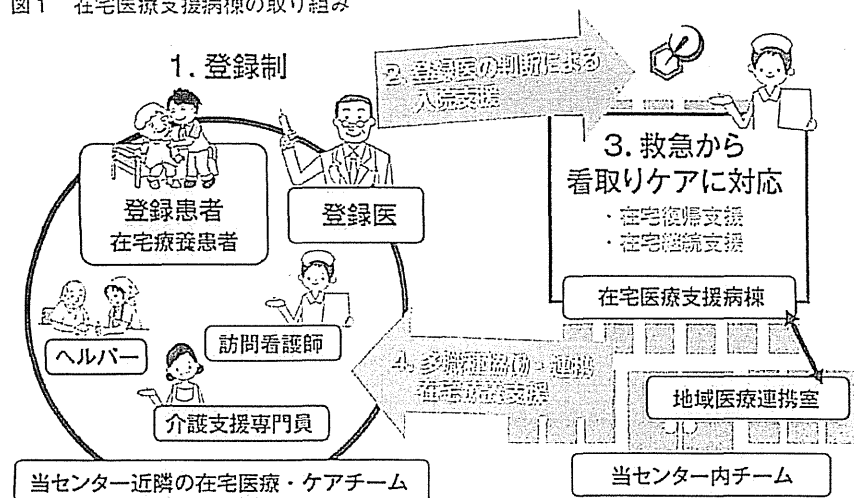 図1 在宅医療支援病棟の取り組み
1. 登録制
2. 登録医の判断による
入院支援
登録患者
在宅療養患者
登録医
3. 救急から
看取りケアに対応
・在宅復帰支援
・在宅継続支援
在宅医療支援病棟
ヘルパー
訪問看護師
介護支援専門員
4. 多職種協働・連携
在宅療養支援
地域医療連携室
当センター近隣の在宅医療・ケアチーム
当センター内チーム